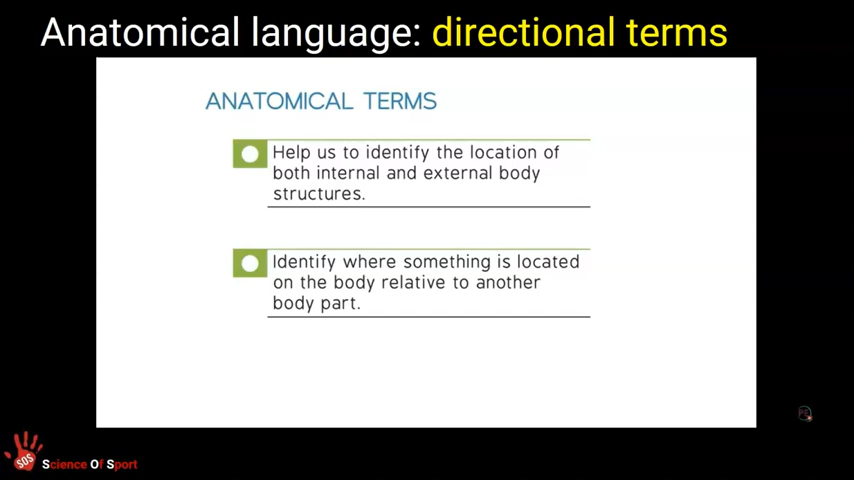 Anatomical language: directional terms
ANATOMICAL TERMS
Help us to identify the location of
both internal and external body
structures.
Identify where something is located
on the body relative to another
body part.
PE
SOS
Science Of Sport